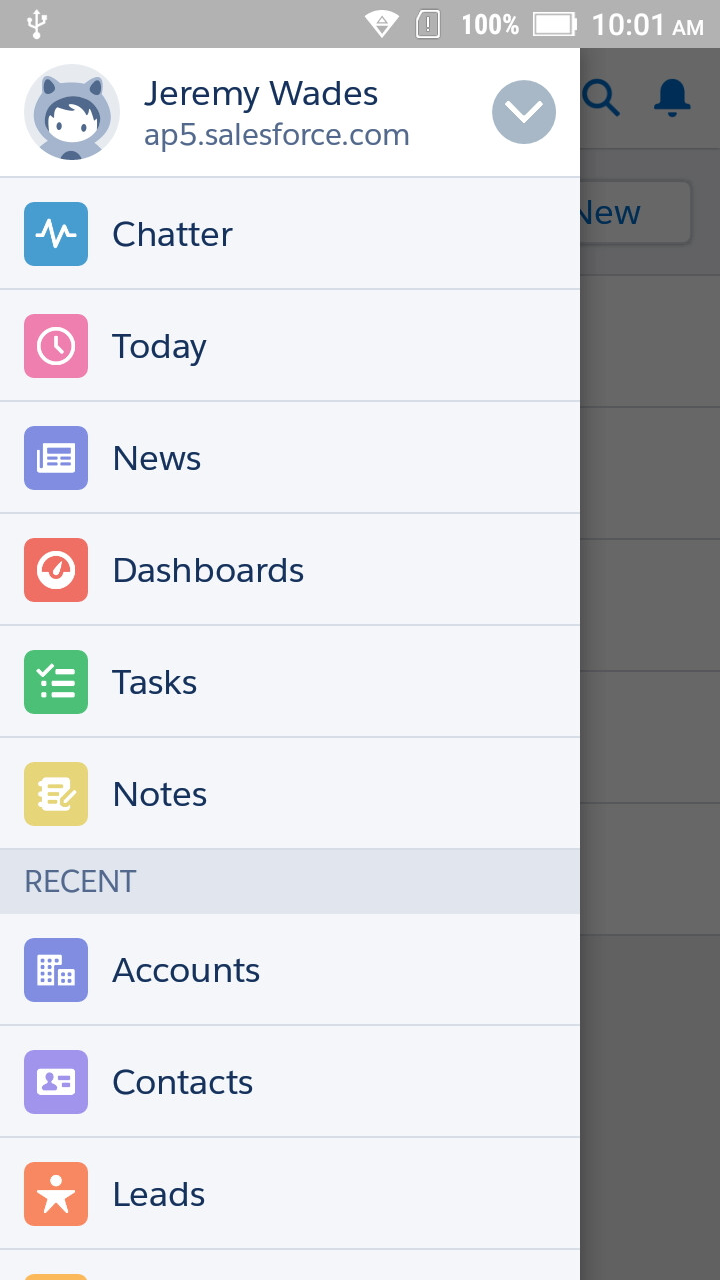 100% 10:01 AM
Jeremy Wades
ap5.salesforce.com
New
Chatter
Today
News
Dashboards
Tasks
Notes
RECENT
Accounts
Contacts
Leads